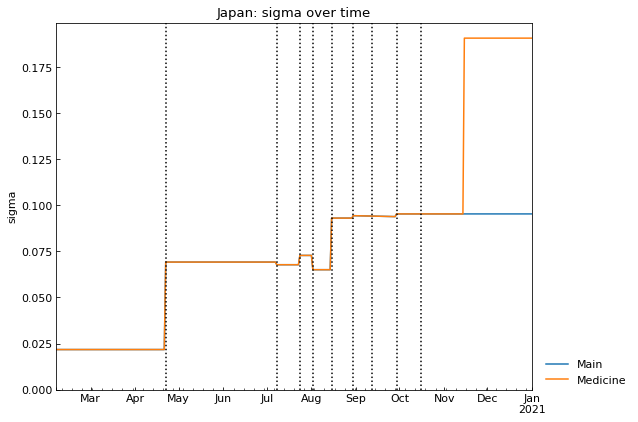 Japan: sigma over time
sigma
0.175
0.150
0.125
0.100
0.075
0.050
0.025
0.000
Mar Apr May Jun Jul Aug Sep Oct Nov Dec Jan
2021
Main
Medicine